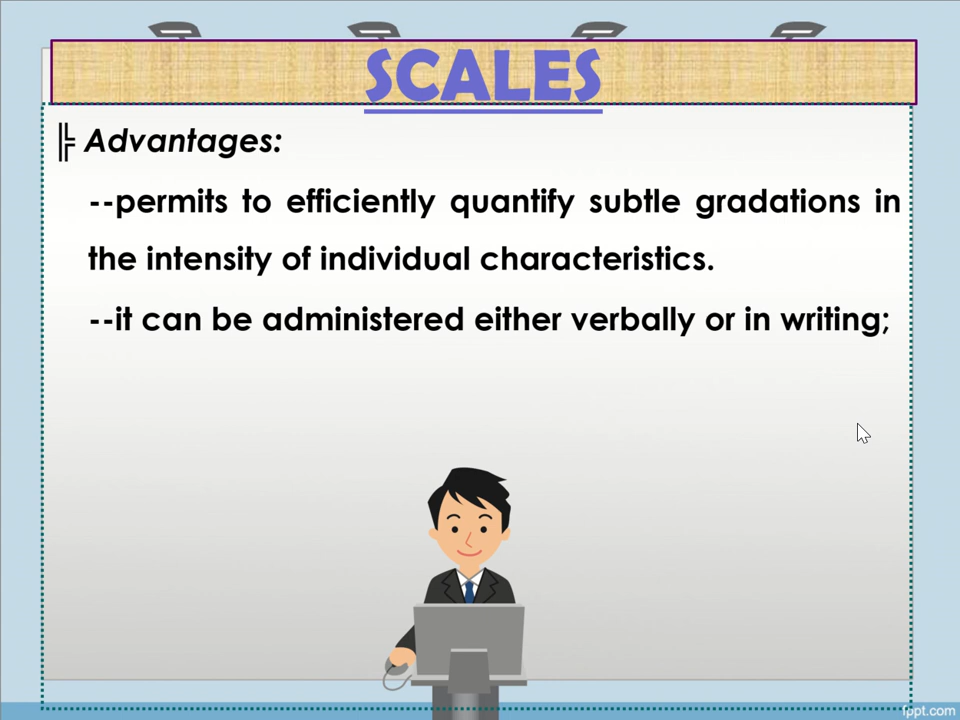 SCALES
╠ Advantages:
--permits to efficiently quantify subtle gradations in
the intensity of individual characteristics.
--it can be administered either verbally or in writing;
fppt.com